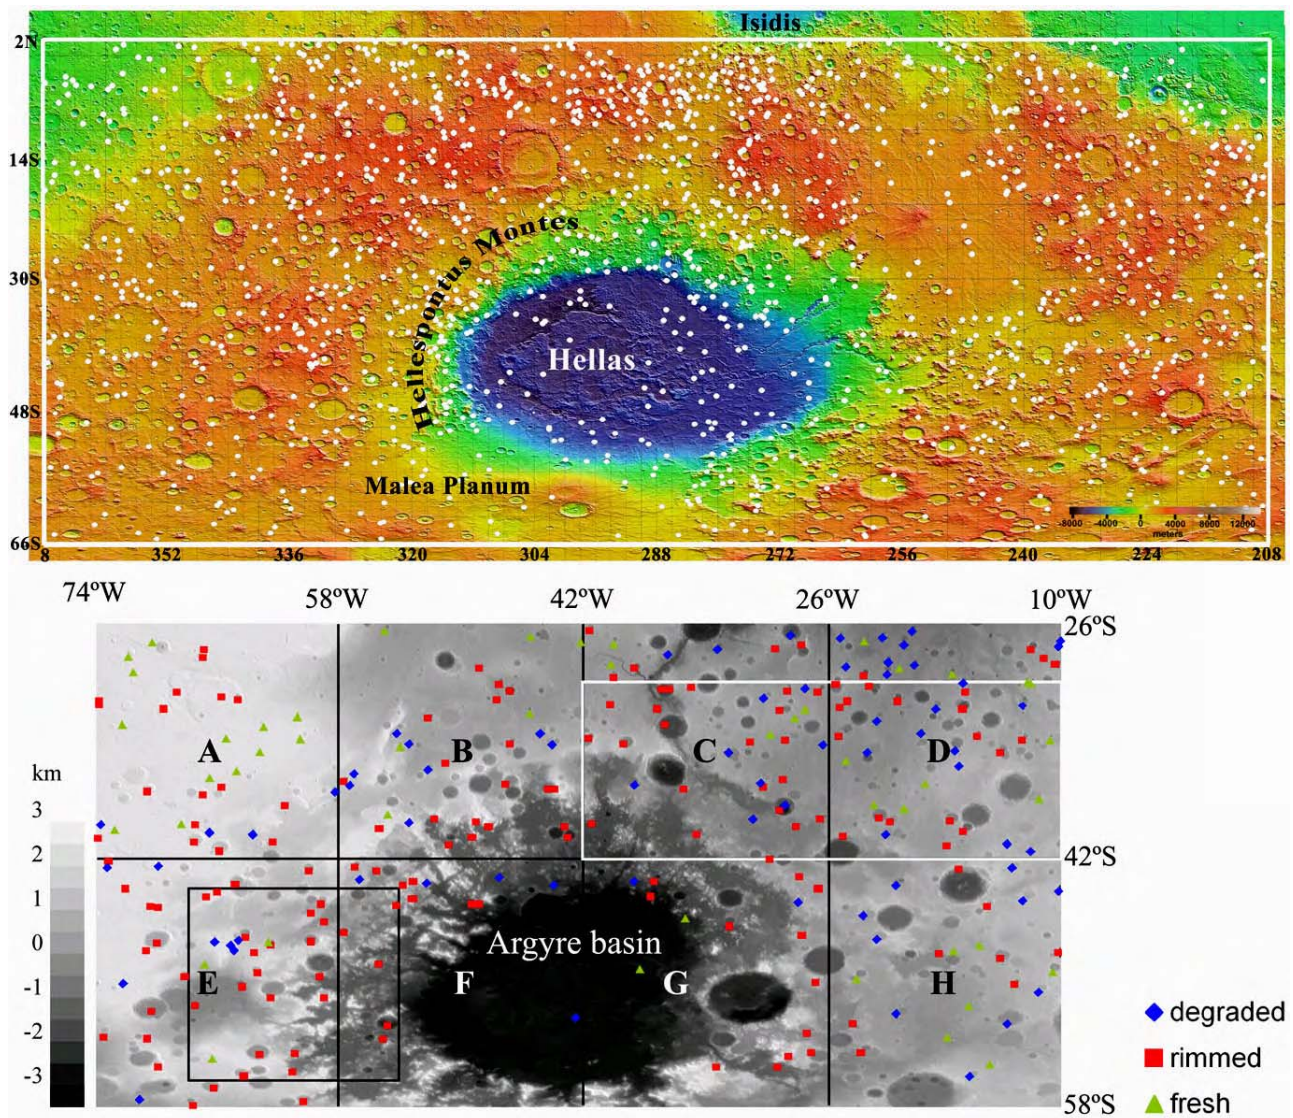 Isidis
2N
14S
Hellespontus Montes
30S
Hellas
48S
Malea Planum
-8000 -4000 0 4000 8000 12000
meters
66S
8 352 336 320 304 288 272 256 240 224 208
74ºW 58ºW 42ºW 26ºW 10ºW
26ºS
A B C D
km
3
2
1
0
-1
-2
-3
42ºS
Argyre basin
E F G H
58ºS
degraded
rimmed
fresh